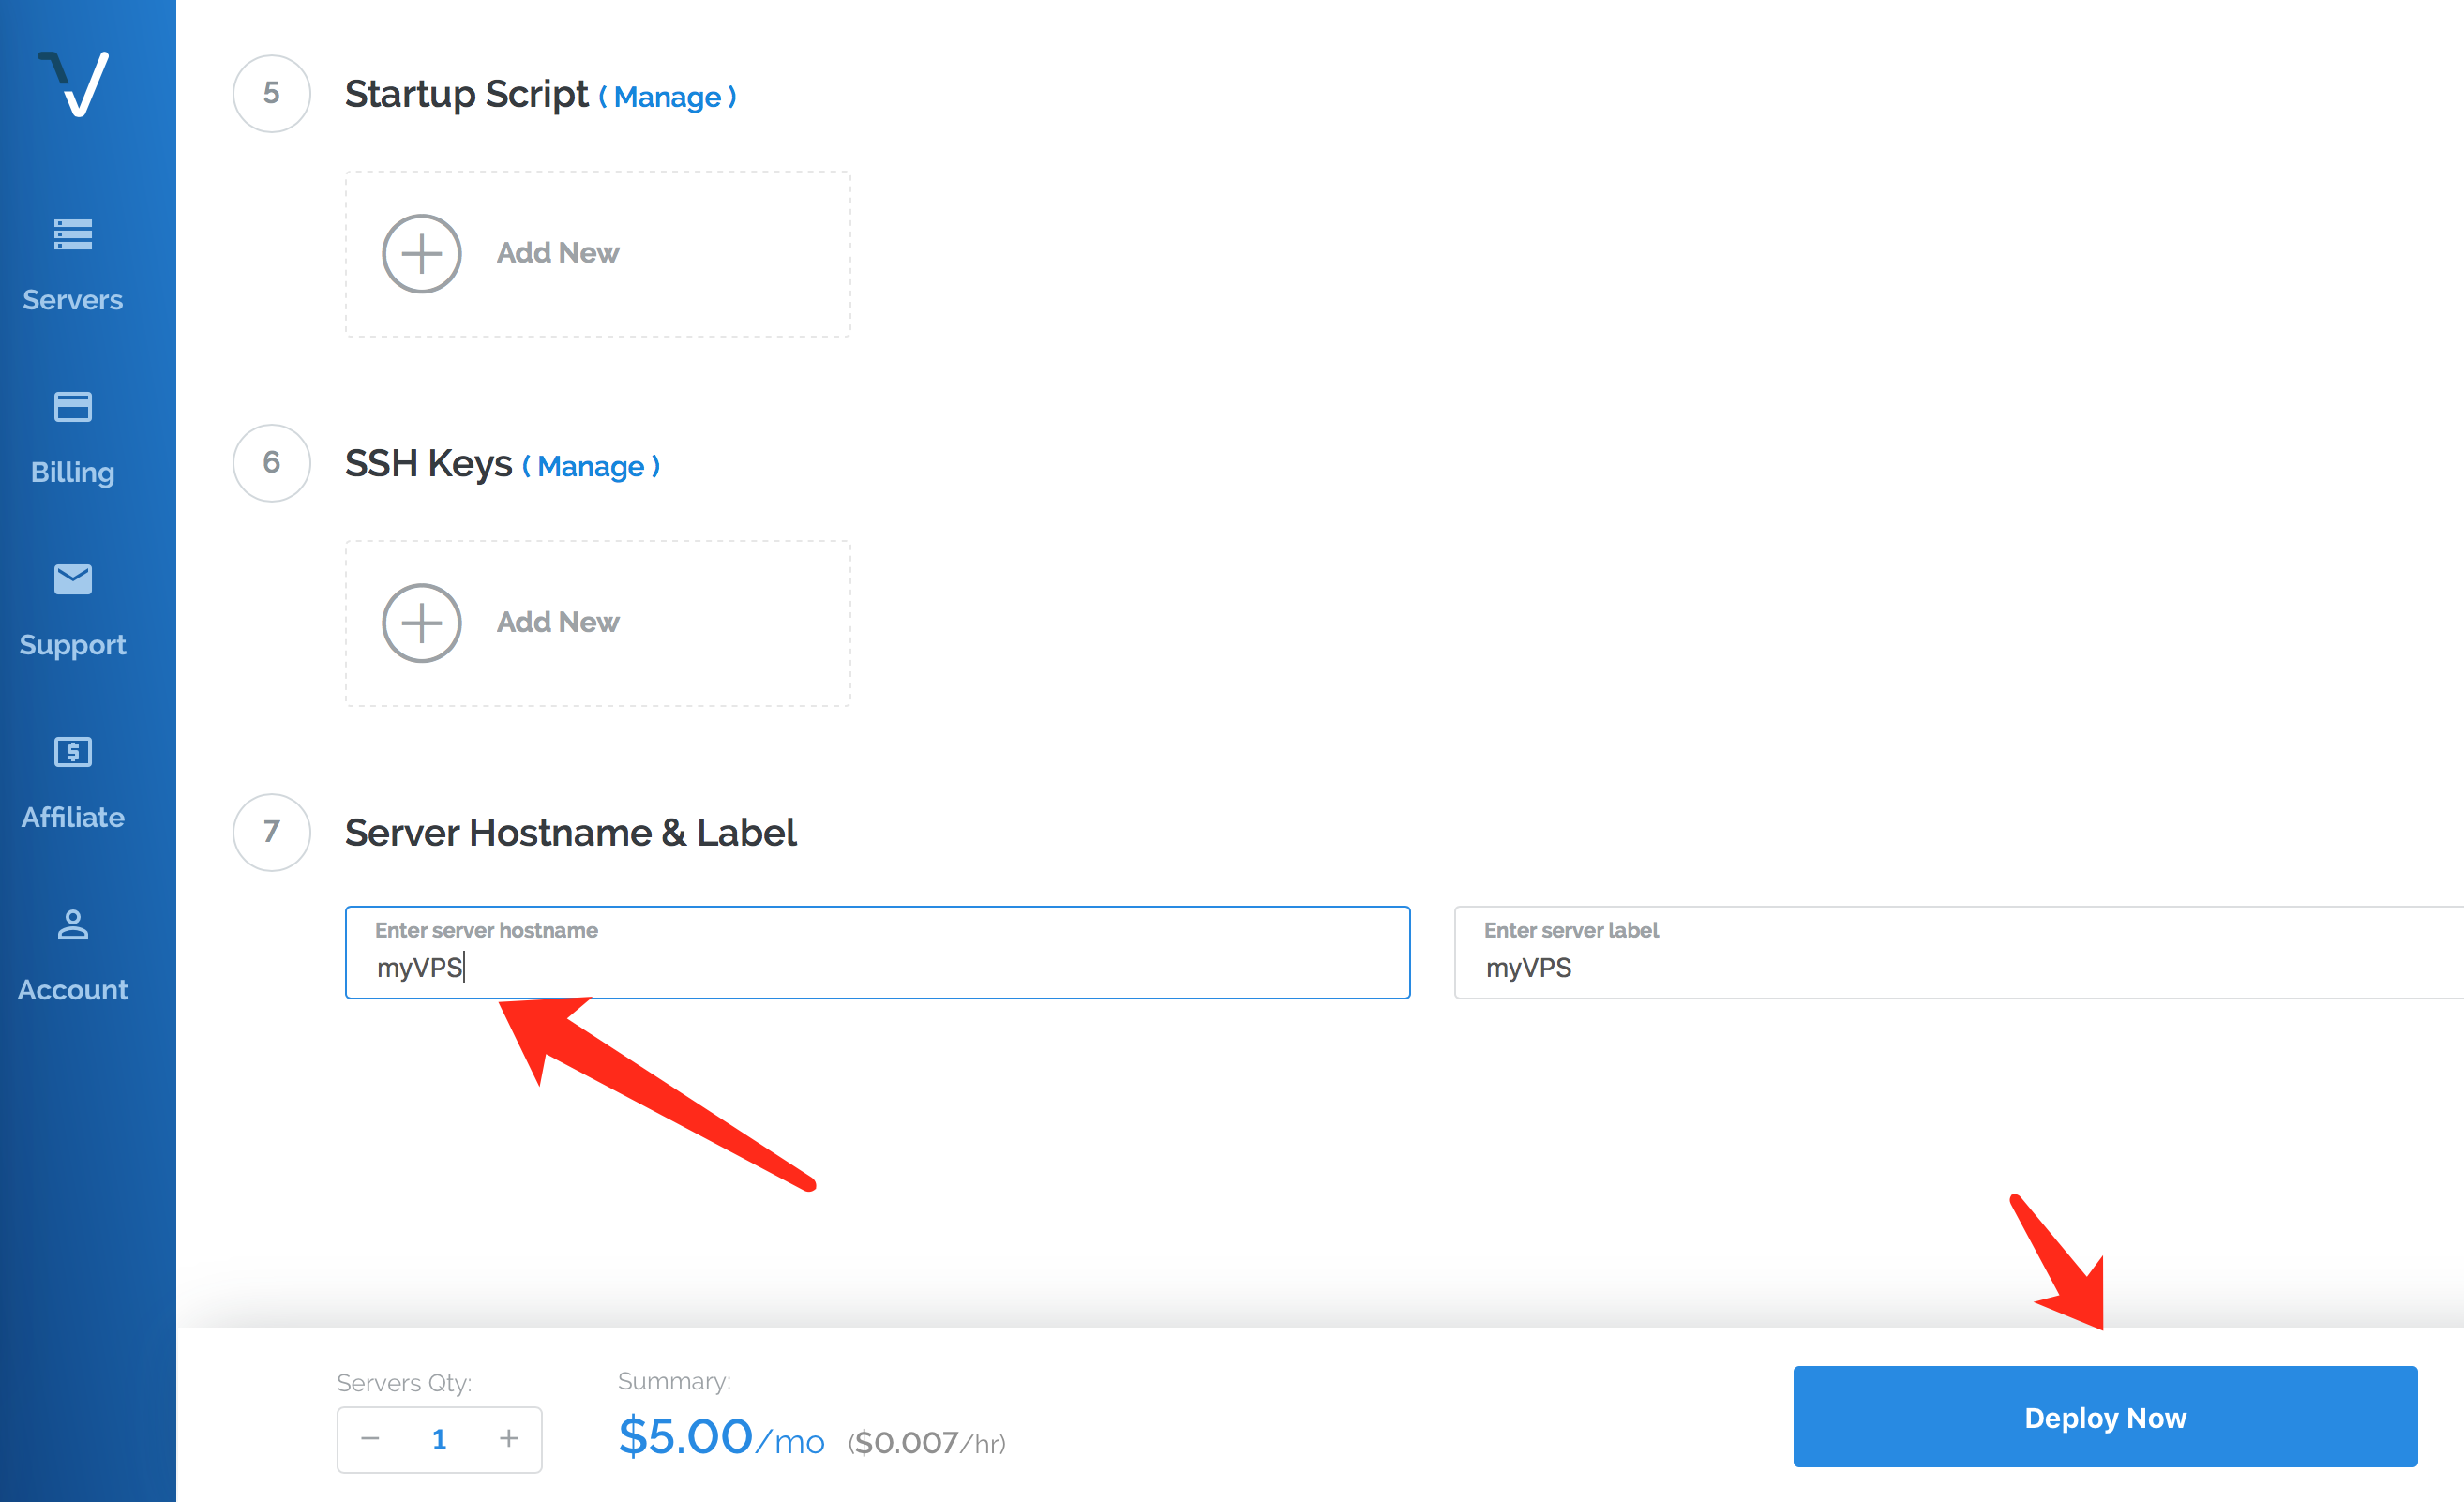 Servers
Billing
Support
Affiliate
Account
5
Startup Script ( Manage )
Add New
6
SSH Keys ( Manage )
Add New
7
Server Hostname & Label
Enter server hostname
myVPS
Enter server label
myVPS
Servers Qty:
− 1 +
Summary:
$5.00/mo ($0.007/hr)
Deploy Now